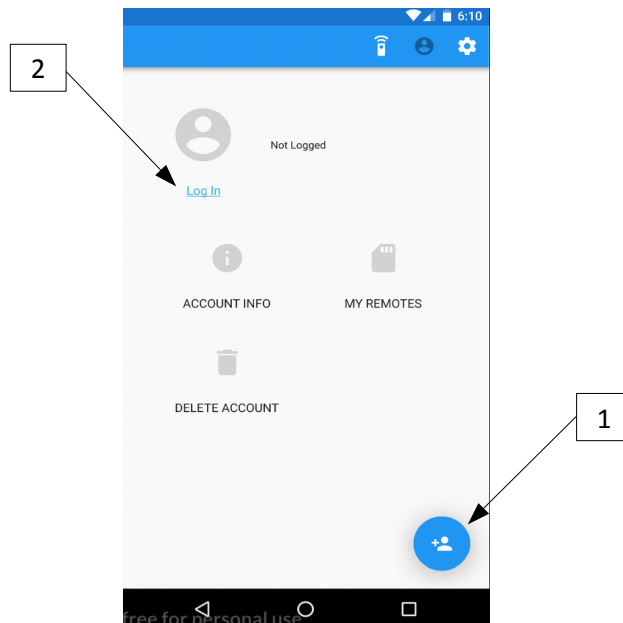 6:10
2
Not Logged
Log In
ACCOUNT INFO
MY REMOTES
DELETE ACCOUNT
1
free for personal use